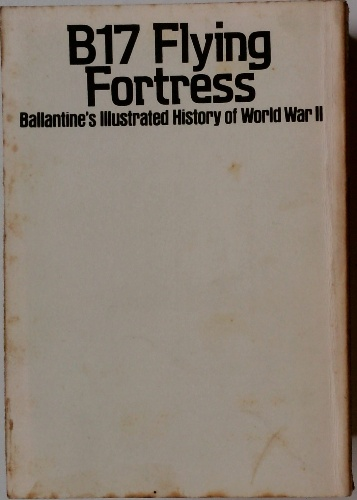 B17 Flying
Fortress
Ballantine's Illustrated History of World War II